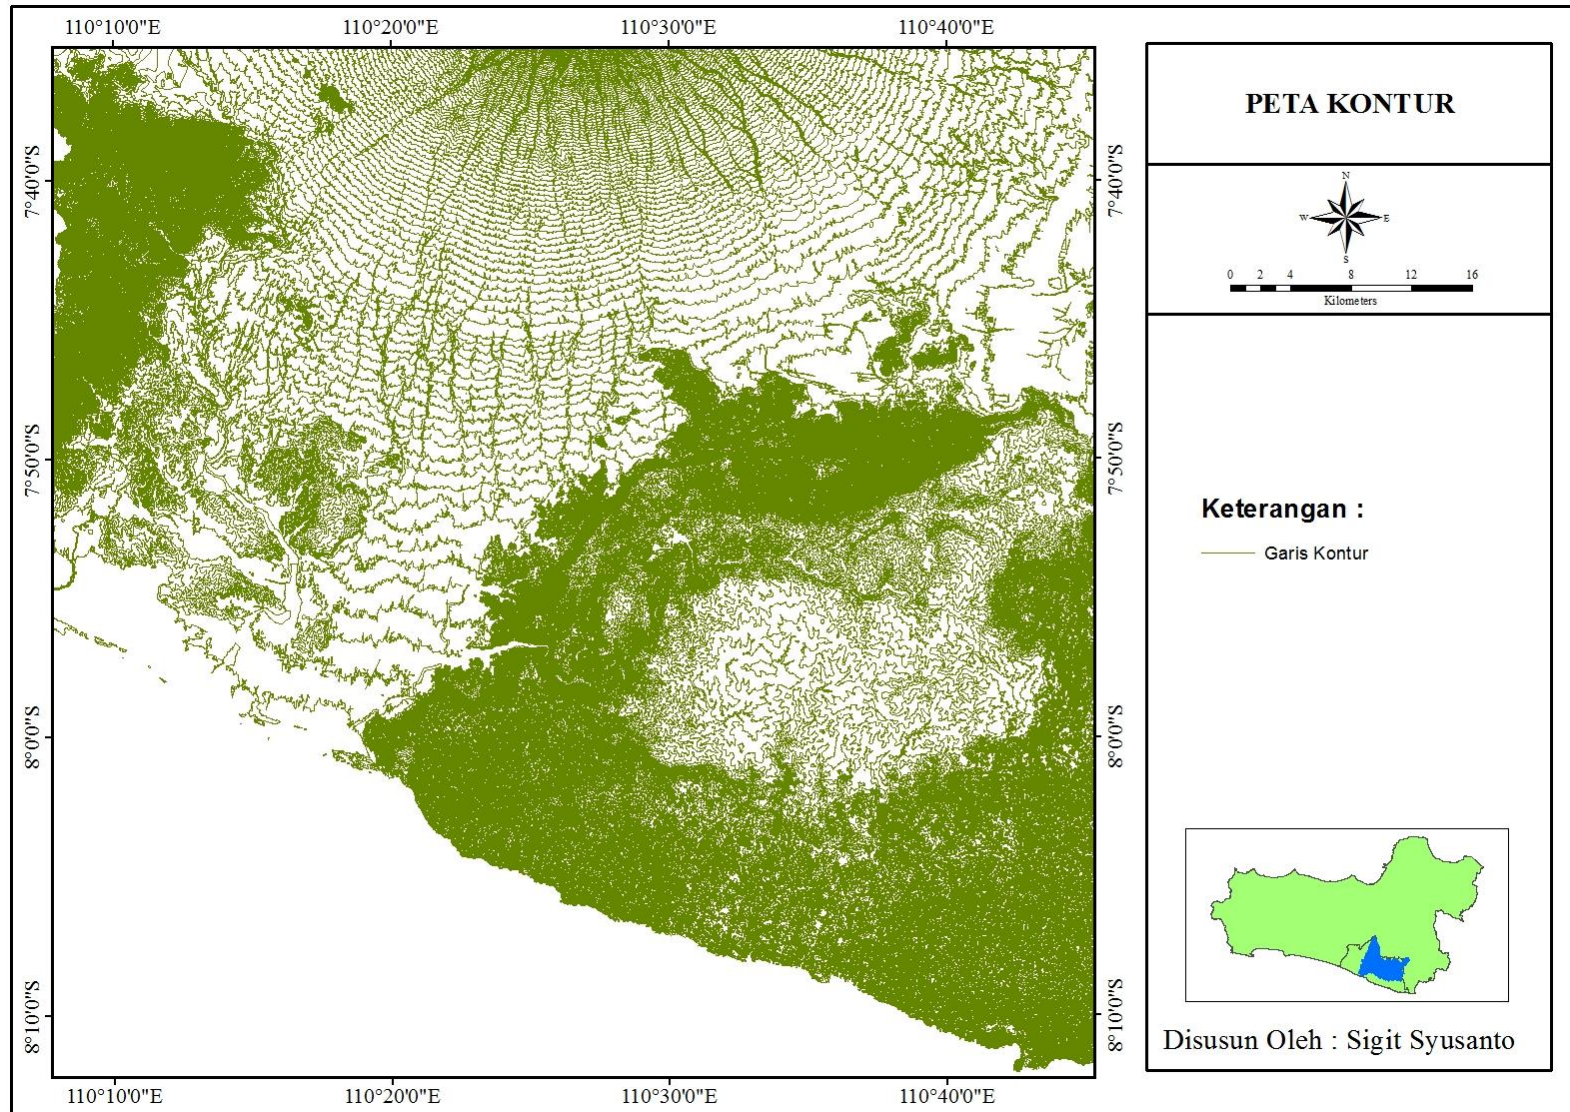 110°10'0"E 110°20'0"E 110°30'0"E 110°40'0"E
7°40'0"S
7°50'0"S
8°0'0"S
8°10'0"S
7°40'0"S
7°50'0"S
8°0'0"S
8°10'0"S
110°10'0"E 110°20'0"E 110°30'0"E 110°40'0"E
PETA KONTUR
N
W E
S
0 2 4 8 12 16
Kilometers
Keterangan :
Garis Kontur
Disusun Oleh : Sigit Syusanto